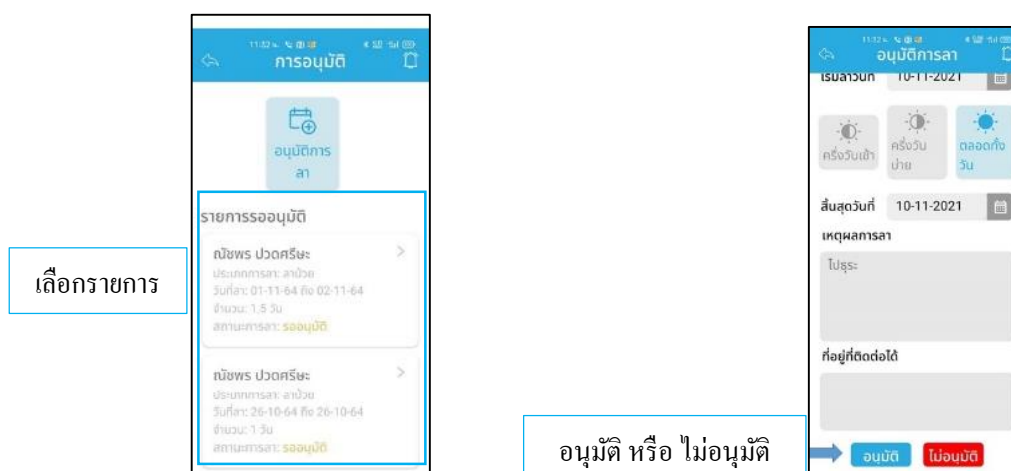 11:32 น.
การอนุมัติ
อนุมัติการ
ลา
รายการรออนุมัติ
ณัชพร ปวดศรีษะ
ประเภทการลา: ลาป่วย
วันที่ลา: 01-11-64 ถึง 02-11-64
จำนวน: 1.5 วัน
สถานะการลา: รออนุมัติ
ณัชพร ปวดศรีษะ
ประเภทการลา: ลาป่วย
วันที่ลา: 26-10-64 ถึง 26-10-64
จำนวน: 1 วัน
สถานะการลา: รออนุมัติ
เลือกรายการ
11:32 น.
อนุมัติการลา
เริ่มลาวันที่ 10-11-2021
ครึ่งวันเช้า
ครึ่งวัน
บ่าย
ตลอดทั้ง
วัน
สิ้นสุดวันที่ 10-11-2021
เหตุผลการลา
ไปธุระ
ที่อยู่ที่ติดต่อได้
อนุมัติ ไม่อนุมัติ
อนุมัติ หรือ ไม่อนุมัติ